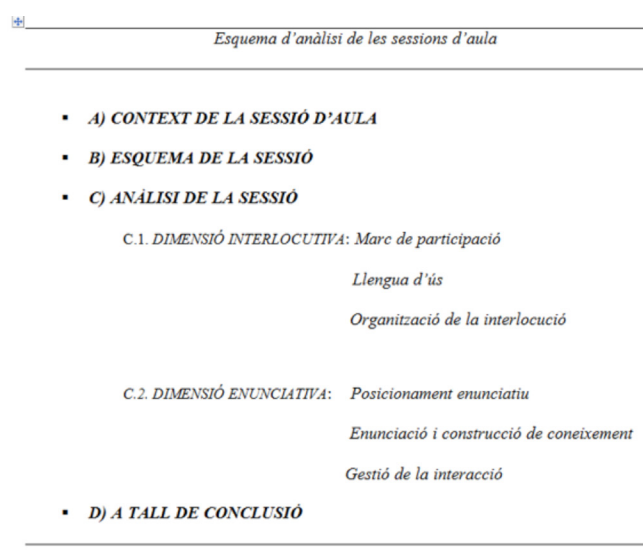 Esquema d'anàlisi de les sessions d'aula
▪ A) CONTEXT DE LA SESSIÓ D'AULA
▪ B) ESQUEMA DE LA SESSIÓ
▪ C) ANÀLISI DE LA SESSIÓ
C.1. DIMENSIÓ INTERLOCUTIVA: Marc de participació
Llengua d'ús
Organització de la interlocució
C.2. DIMENSIÓ ENUNCIATIVA: Posicionament enunciatiu
Enunciació i construcció de coneixement
Gestió de la interacció
▪ D) A TALL DE CONCLUSIÓ